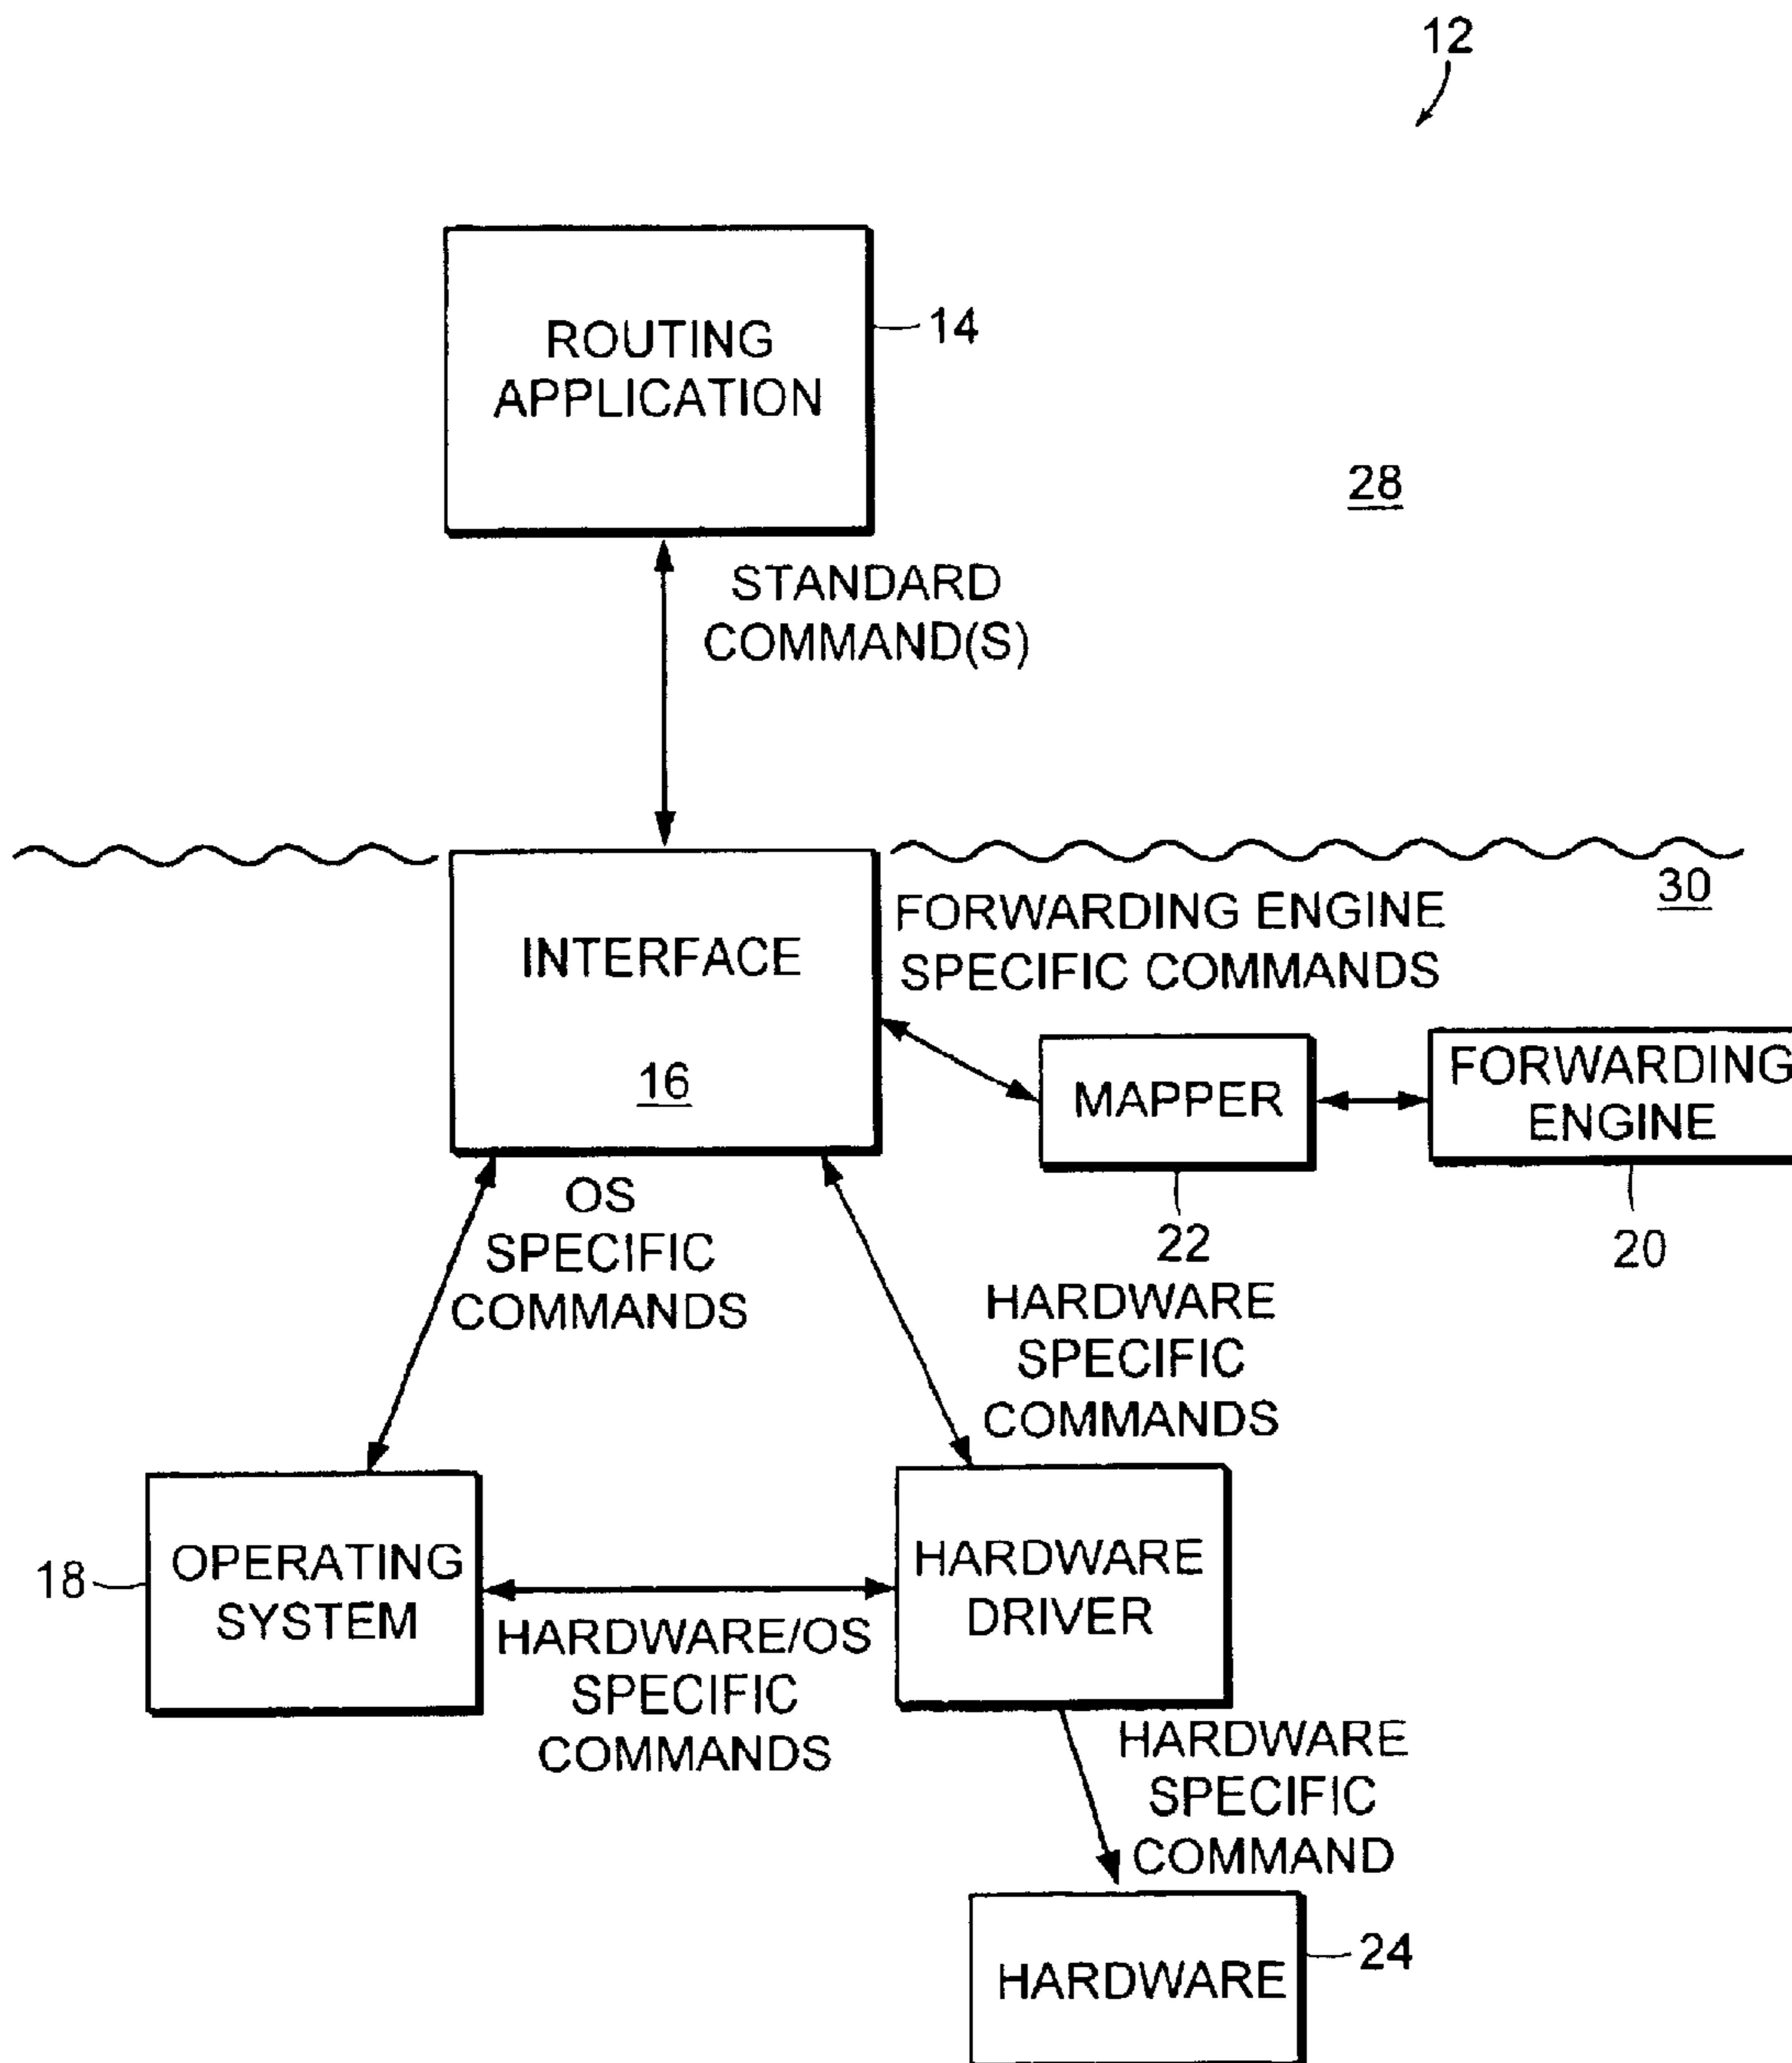 12
ROUTING
APPLICATION
14
28
STANDARD
COMMAND(S)
30
INTERFACE
16
FORWARDING ENGINE
SPECIFIC COMMANDS
MAPPER
FORWARDING
ENGINE
22
20
OS
SPECIFIC
COMMANDS
HARDWARE
SPECIFIC
COMMANDS
18
OPERATING
SYSTEM
HARDWARE
DRIVER
HARDWARE/OS
SPECIFIC
COMMANDS
HARDWARE
SPECIFIC
COMMAND
HARDWARE
24